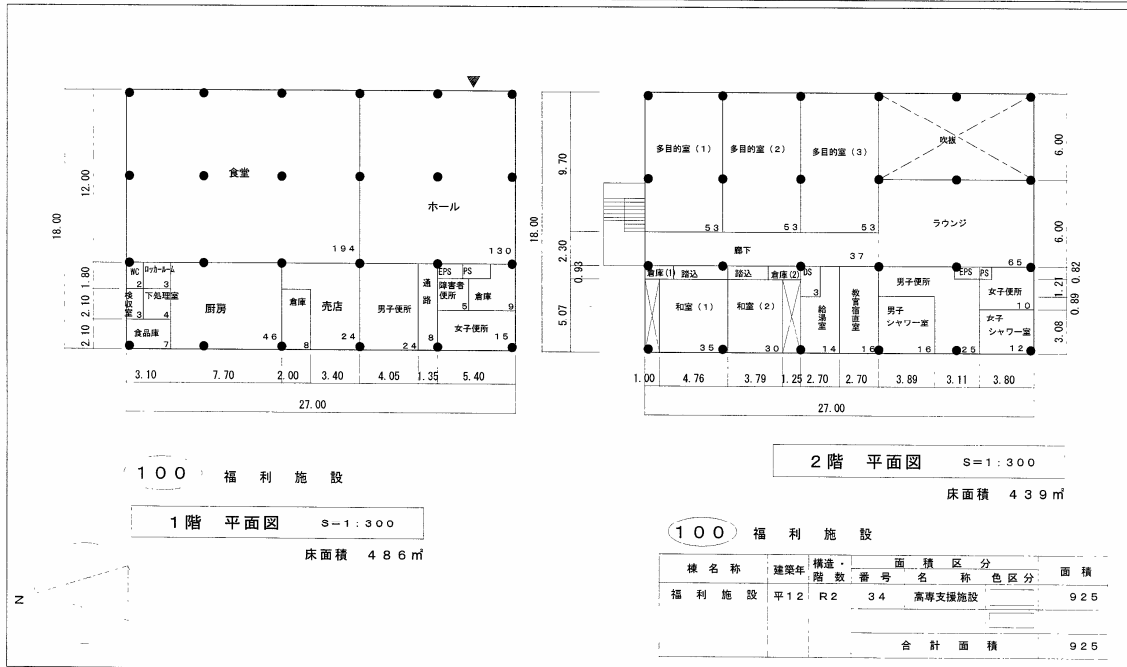 18.00
12.00
1.80
2.10
2.10
食堂
194
ホール
130
WC
2
ロッカールーム
3
検収室
3
下処理室
4
食品庫
7
厨房
46
倉庫
8
売店
24
男子便所
24
通路
8
EPS
PS
障害者
便所
5
倉庫
9
女子便所
15
3.10
7.70
2.00
3.40
4.05
1.35
5.40
27.00
100
福利施設
1階 平面図 S-1:300
床面積 486㎡
N
18.00
9.70
2.30
0.93
5.07
多目的室(1)
53
多目的室(2)
53
多目的室(3)
53
吹抜
ラウンジ
65
廊下
37
倉庫(1)
踏込
踏込
倉庫(2)
DS
3
和室(1)
35
和室(2)
30
給湯室
14
教官宿直室
16
男子便所
男子
シャワー室
16
25
EPS
PS
女子便所
10
女子
シャワー室
12
6.00
6.00
0.82
1.21
0.89
3.08
1.00
4.76
3.79
1.25
2.70
2.70
3.89
3.11
3.80
27.00
2階 平面図 S=1:300
床面積 439㎡
100 福利施設
棟名称 建築年 構造・階数 面積区分 面積
番号 名称 色区分
福利施設 平12 R2 34 高専支援施設 925
合計面積 925